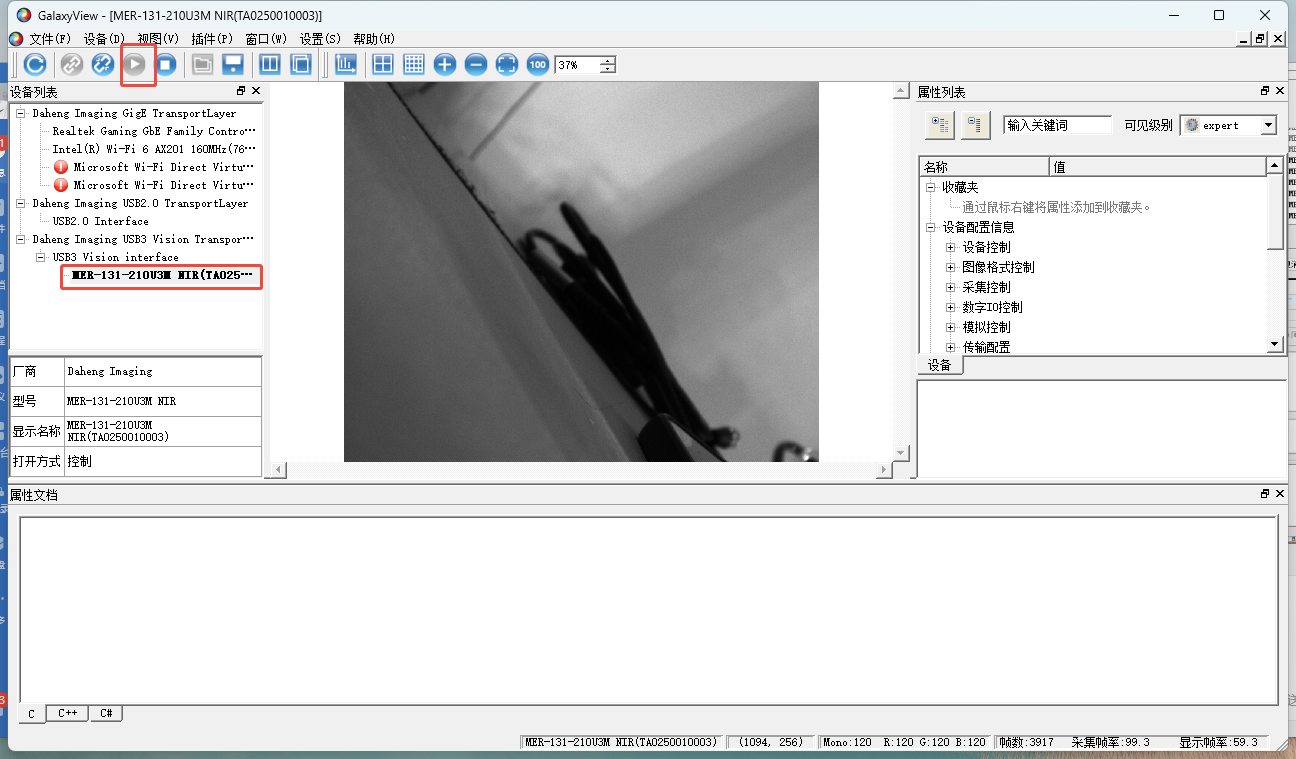 GalaxyView - [MER-131-210U3M NIR(TA0250010003)]
文件(F) 设备(D) 视图(V) 插件(P) 窗口(W) 设置(S) 帮助(H)
100 37%
设备列表
Daheng Imaging GigE TransportLayer
Realtek Gaming GbE Family Contro···
Intel(R) Wi-Fi 6 AX201 160MHz(76···
Microsoft Wi-Fi Direct Virtu···
Microsoft Wi-Fi Direct Virtu···
Daheng Imaging USB2.0 TransportLayer
USB2.0 Interface
Daheng Imaging USB3 Vision Transpor···
USB3 Vision interface
MER-131-210U3M NIR(TA025···
厂商 Daheng Imaging
型号 MER-131-210U3M NIR
显示名称 MER-131-210U3M
NIR(TA0250010003)
打开方式 控制
属性列表
输入关键词 可见级别 expert
名称 值
收藏夹
通过鼠标右键将属性添加到收藏夹。
设备配置信息
设备控制
图像格式控制
采集控制
数字IO控制
模拟控制
传输配置
设备
属性文档
C C++ C#
MER-131-210U3M NIR(TA0250010003) (1094, 256) Mono:120 R:120 G:120 B:120 帧数:3917 采集帧率:99.3 显示帧率:59.3